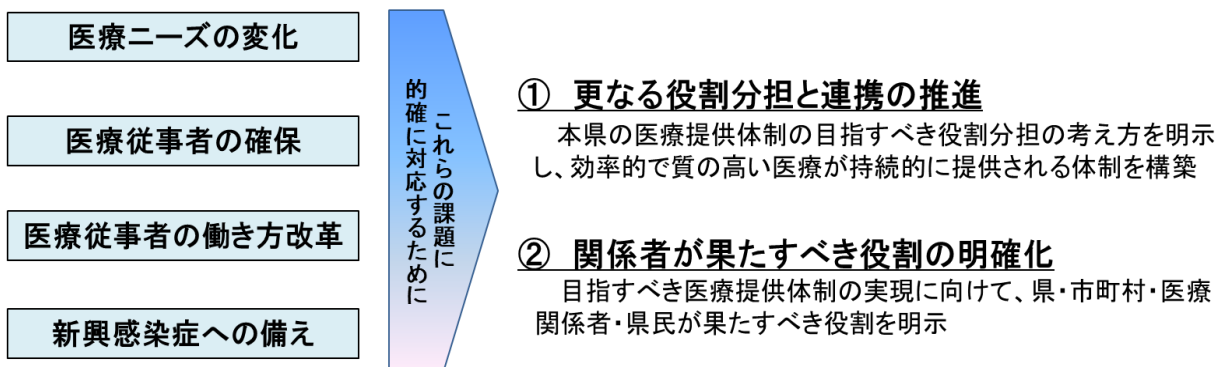 医療ニーズの変化
医療従事者の確保
医療従事者の働き方改革
新興感染症への備え
これらの課題に
的確に対応するために
① 更なる役割分担と連携の推進
本県の医療提供体制の目指すべき役割分担の考え方を明示
し、効率的で質の高い医療が持続的に提供される体制を構築
② 関係者が果たすべき役割の明確化
目指すべき医療提供体制の実現に向けて、県・市町村・医療
関係者・県民が果たすべき役割を明示